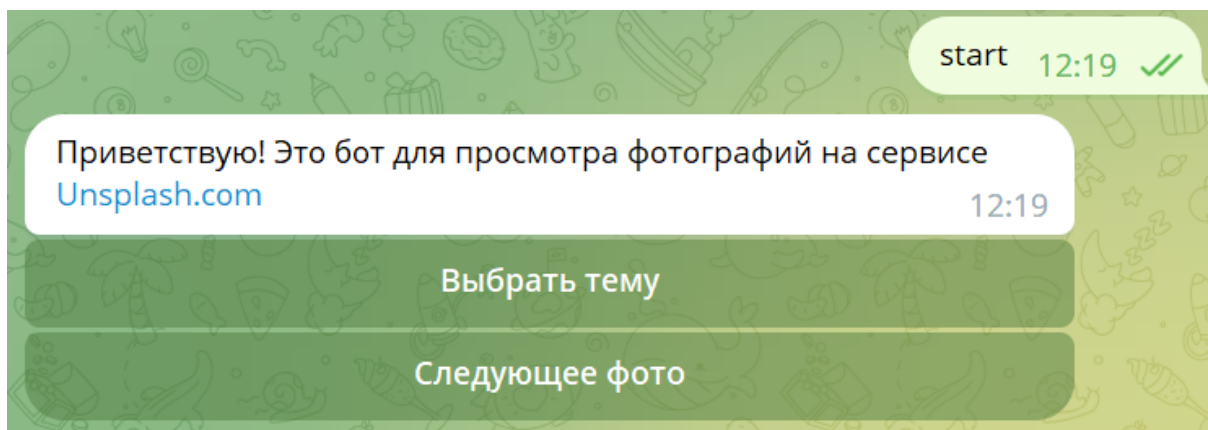 start 12:19
Приветствую! Это бот для просмотра фотографий на сервисе
Unsplash.com
12:19
Выбрать тему
Следующее фото